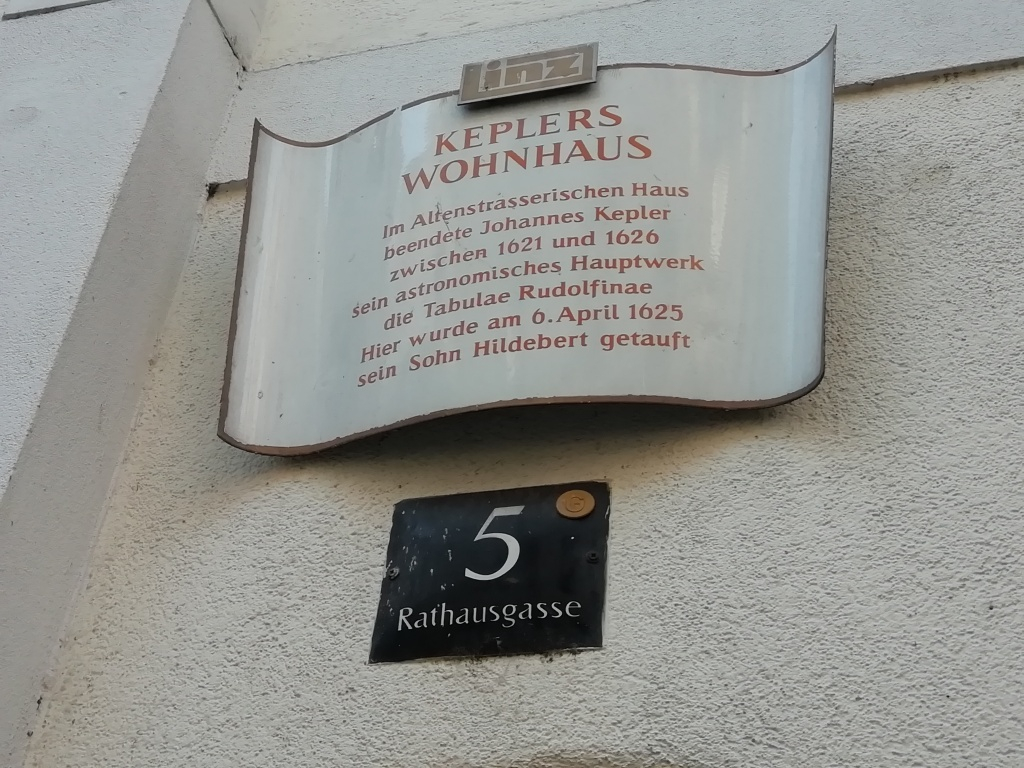 linz
KEPLERS
WOHNHAUS
Im Altenstrasserischen Haus
beendete Johannes Kepler
zwischen 1621 und 1626
sein astronomisches Hauptwerk
die Tabulae Rudolfinae
Hier wurde am 6. April 1625
sein Sohn Hildebert getauft
5
G
Rathausgasse